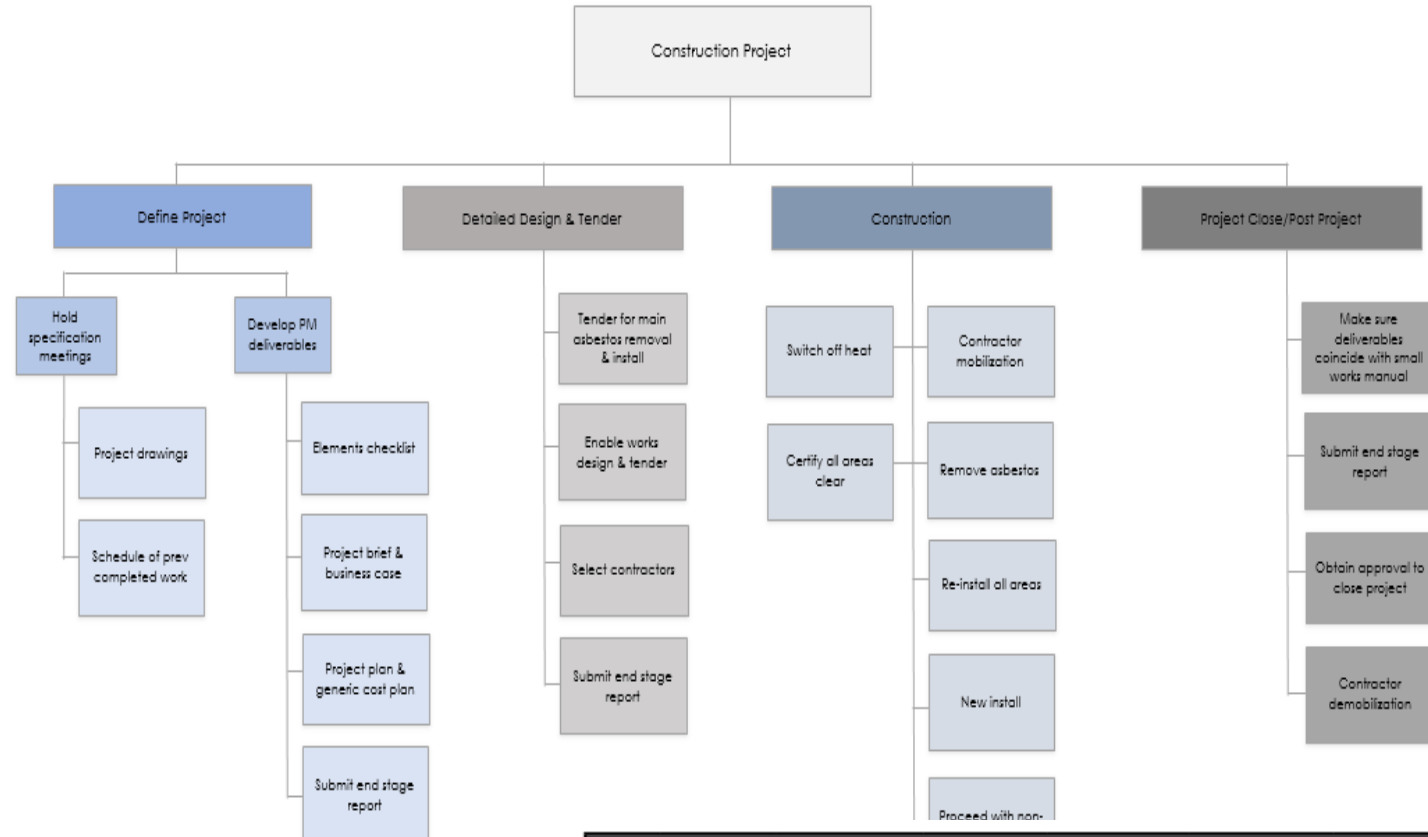 Construction Project
Define Project
Detailed Design & Tender
Construction
Project Close/Post Project
Hold
specification
meetings
Develop PM
deliverables
Project drawings
Schedule of prev
completed work
Elements checklist
Project brief &
business case
Project plan &
generic cost plan
Submit end stage
report
Tender for main
asbestos removal
& install
Enable works
design & tender
Select contractors
Submit end stage
report
Switch off heat
Certify all areas
clear
Contractor
mobilization
Remove asbestos
Re-install all areas
New install
Proceed with non-
Make sure
deliverables
coincide with small
works manual
Submit end stage
report
Obtain approval to
close project
Contractor
demobilization